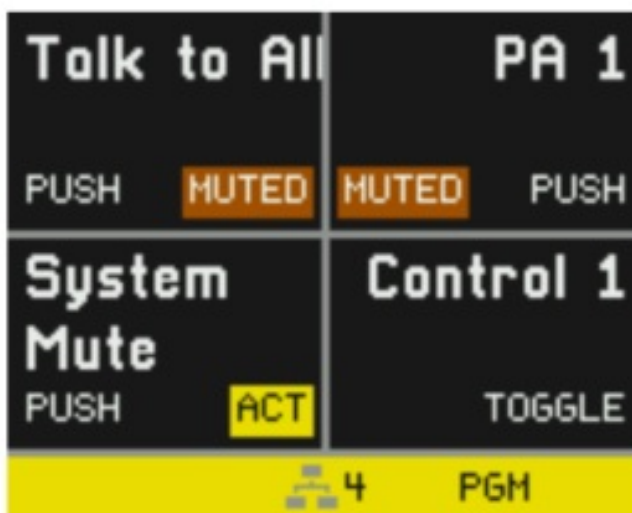 Talk to All
PA 1
PUSH MUTED
MUTED PUSH
System
Mute
PUSH ACT
Control 1
TOGGLE
4 PGM